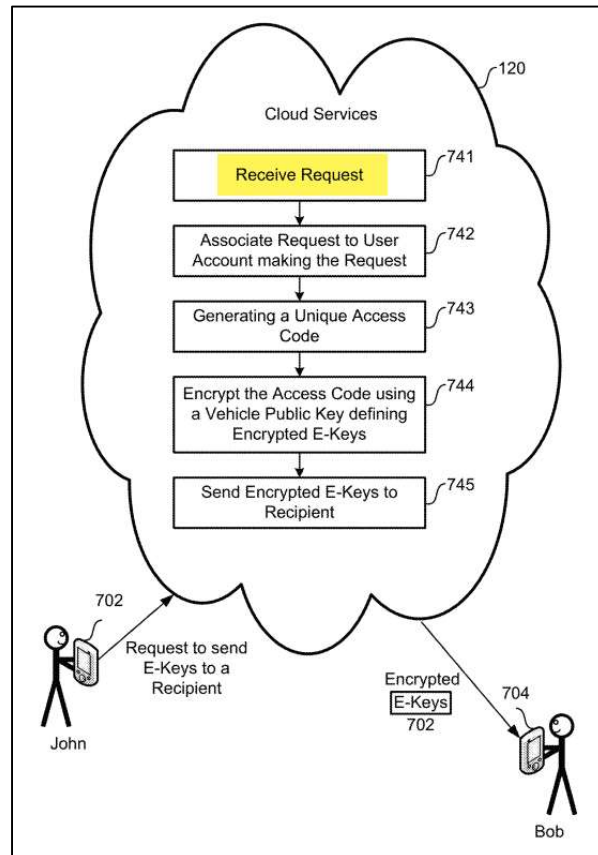 120
Cloud Services
Receive Request
741
Associate Request to User
Account making the Request
742
Generating a Unique Access
Code
743
Encrypt the Access Code using
a Vehicle Public Key defining
Encrypted E-Keys
744
Send Encrypted E-Keys to
Recipient
745
702
Request to send
E-Keys to a
Recipient
John
Encrypted
E-Keys
702
704
Bob